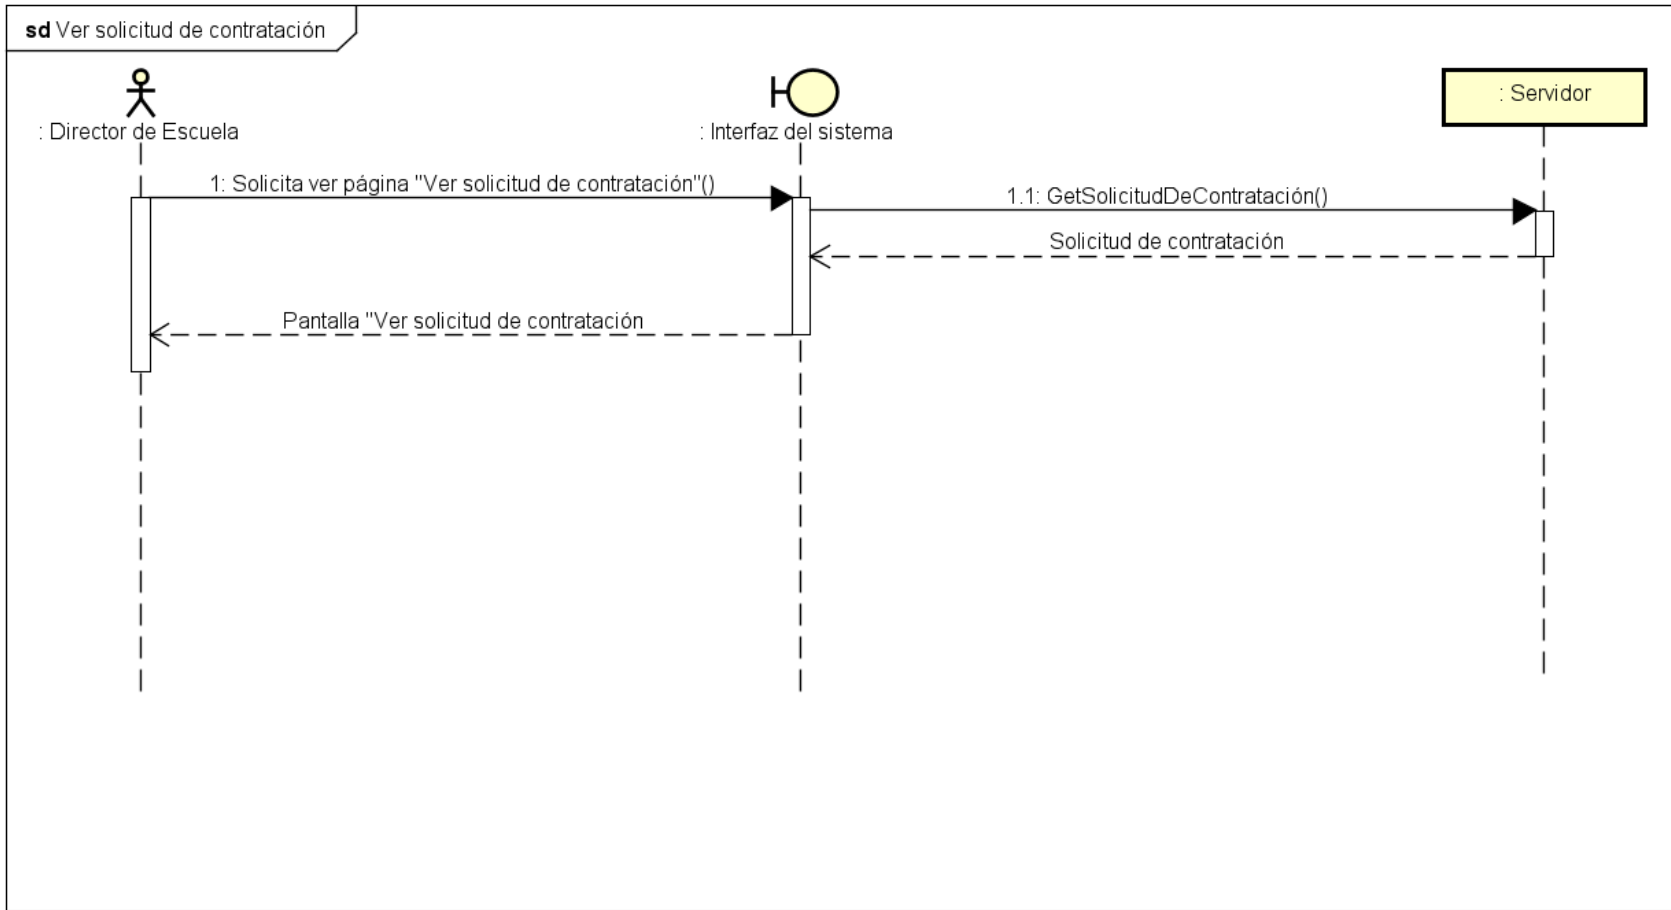 sd Ver solicitud de contratación
: Director de Escuela
: Interfaz del sistema
: Servidor
1: Solicita ver página "Ver solicitud de contratación"()
1.1: GetSolicitudDeContratación()
Solicitud de contratación
Pantalla "Ver solicitud de contratación